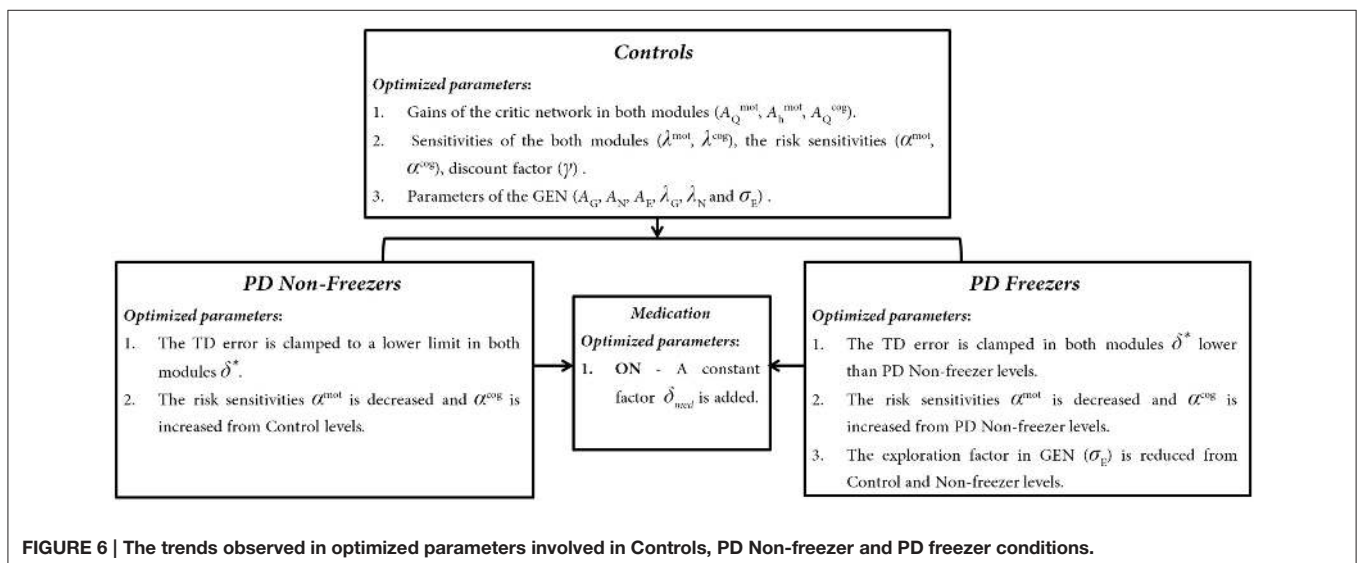 Controls
Optimized parameters:
1. Gains of the critic network in both modules (A_Q^mot, A_h^mot, A_Q^cog).
2. Sensitivities of the both modules (λ^mot, λ^cog), the risk sensitivities (α^mot,
α^cog), discount factor (γ) .
3. Parameters of the GEN (A_G, A_N, A_E, λ_G, λ_N and σ_E) .
PD Non-Freezers
Optimized parameters:
1. The TD error is clamped to a lower limit in both
modules δ*.
2. The risk sensitivities α^mot is decreased and α^cog is
increased from Control levels.
Medication
Optimized parameters:
1. ON - A constant
factor δ_med is added.
PD Freezers
Optimized parameters:
1. The TD error is clamped in both modules δ* lower
than PD Non-freezer levels.
2. The risk sensitivities α^mot is decreased and α^cog is
increased from PD Non-freezer levels.
3. The exploration factor in GEN (σ_E) is reduced from
Control and Non-freezer levels.
FIGURE 6 | The trends observed in optimized parameters involved in Controls, PD Non-freezer and PD freezer conditions.